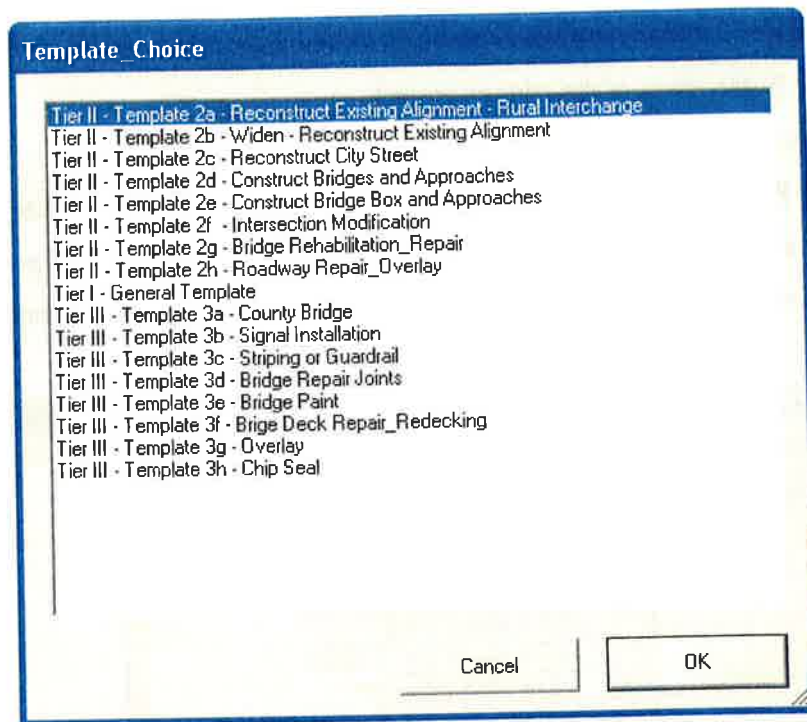 Template_Choice
Tier II - Template 2a - Reconstruct Existing Alignment - Rural Interchange
Tier II - Template 2b - Widen - Reconstruct Existing Alignment
Tier II - Template 2c - Reconstruct City Street
Tier II - Template 2d - Construct Bridges and Approaches
Tier II - Template 2e - Construct Bridge Box and Approaches
Tier II - Template 2f - Intersection Modification
Tier II - Template 2g - Bridge Rehabilitation_Repair
Tier II - Template 2h - Roadway Repair_Overlay
Tier I - General Template
Tier III - Template 3a - County Bridge
Tier III - Template 3b - Signal Installation
Tier III - Template 3c - Striping or Guardrail
Tier III - Template 3d - Bridge Repair Joints
Tier III - Template 3e - Bridge Paint
Tier III - Template 3f - Brige Deck Repair_Redecking
Tier III - Template 3g - Overlay
Tier III - Template 3h - Chip Seal
Cancel
OK